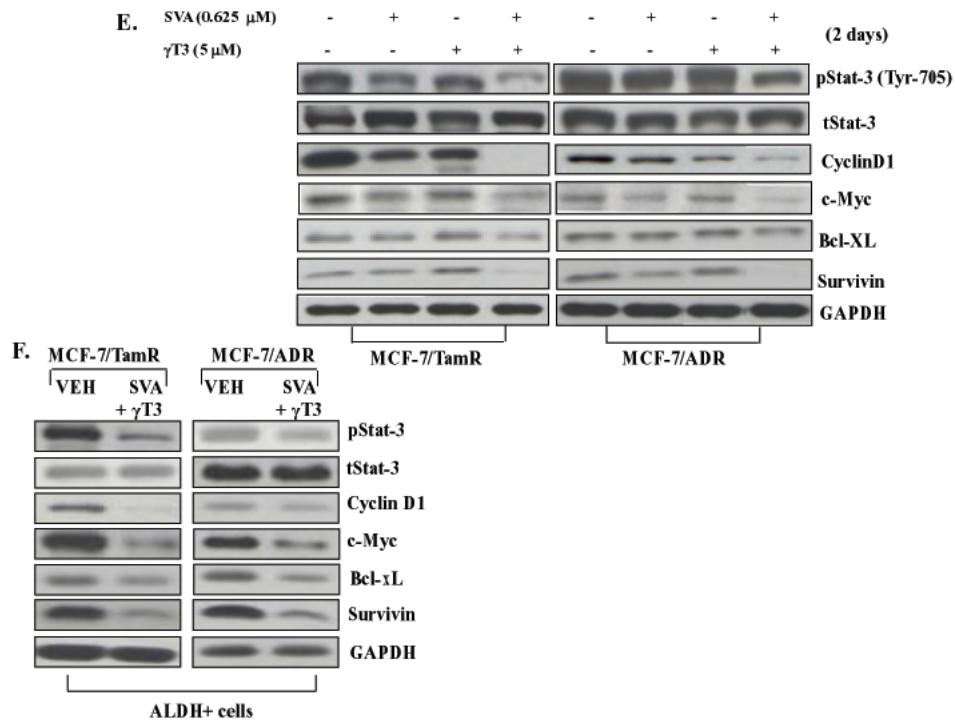 E.
SVA (0.625 μM) - + - + - + - +
γT3 (5 μM) - - + + - - + +
(2 days)
pStat-3 (Tyr-705)
tStat-3
CyclinD1
c-Myc
Bcl-XL
Survivin
GAPDH
MCF-7/TamR MCF-7/ADR
F.
MCF-7/TamR MCF-7/ADR
VEH SVA VEH SVA
+ γT3 + γT3
pStat-3
tStat-3
Cyclin D1
c-Myc
Bcl-xL
Survivin
GAPDH
ALDH+ cells